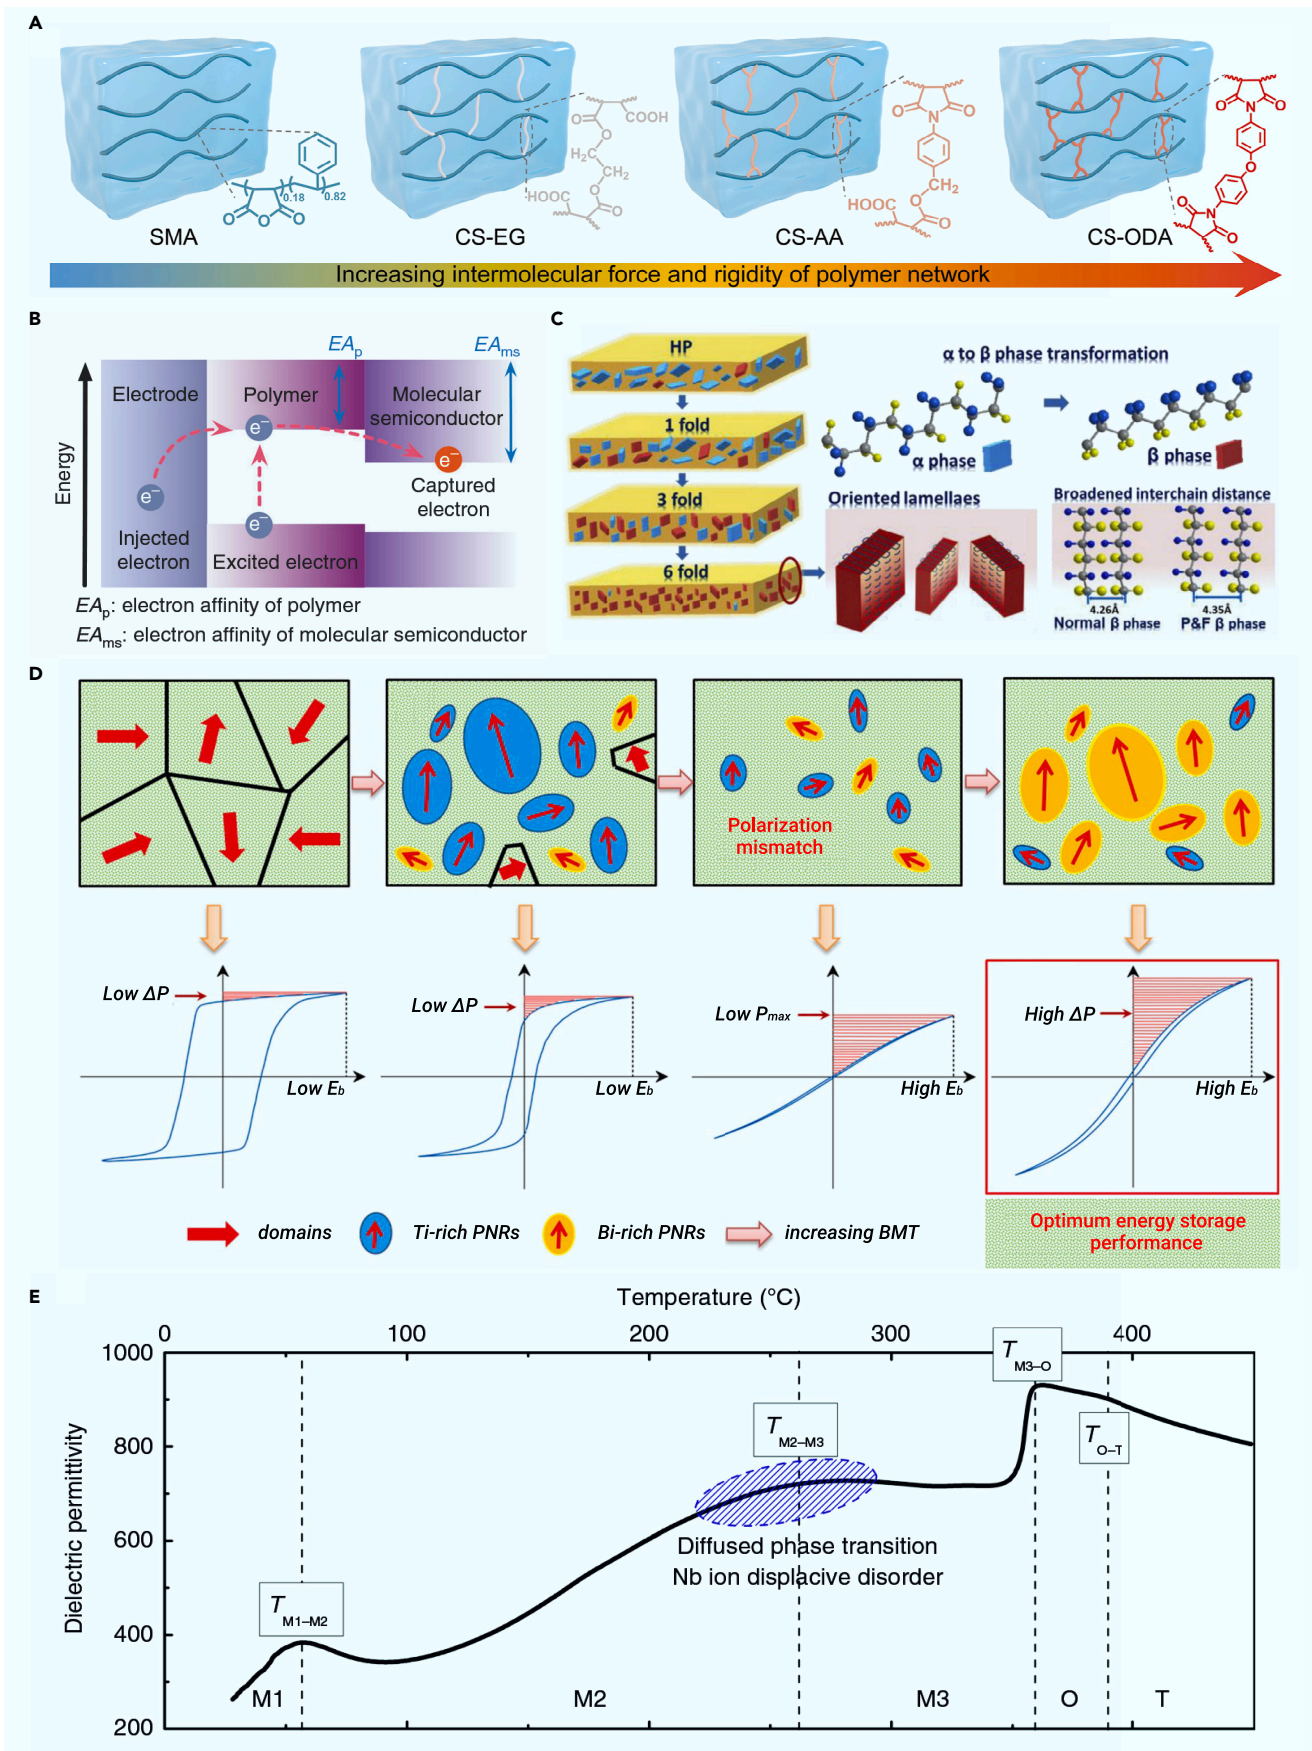 A
0.18
0.82
COOH
O
O
H2C
CH2
O
HOOC
O
O
N
O
CH2
HOOC
O
O
O
N
O
O
O
N
O
O
O
O
SMA
CS-EG
CS-AA
CS-ODA
Increasing intermolecular force and rigidity of polymer network
B
EAp
EAms
Electrode
Polymer
Molecular
semiconductor
Energy
e−
e−
e−
e−
Captured
electron
Injected
electron
Excited electron
EAp: electron affinity of polymer
EAms: electron affinity of molecular semiconductor
C
HP
1 fold
3 fold
6 fold
α to β phase transformation
α phase
β phase
Oriented lamellaes
Broadened interchain distance
4.26Å
4.35Å
Normal β phase
P&F β phase
D
Polarization
mismatch
Low ΔP
Low Eb
Low ΔP
Low Eb
Low Pmax
High Eb
High ΔP
High Eb
domains
Ti-rich PNRs
Bi-rich PNRs
increasing BMT
Optimum energy storage
performance
E
Temperature (°C)
0 100 200 300 400
1000
800
600
400
200
Dielectric permittivity
TM1–M2
TM2–M3
TM3–O
TO–T
Diffused phase transition
Nb ion displacive disorder
M1
M2
M3
O
T